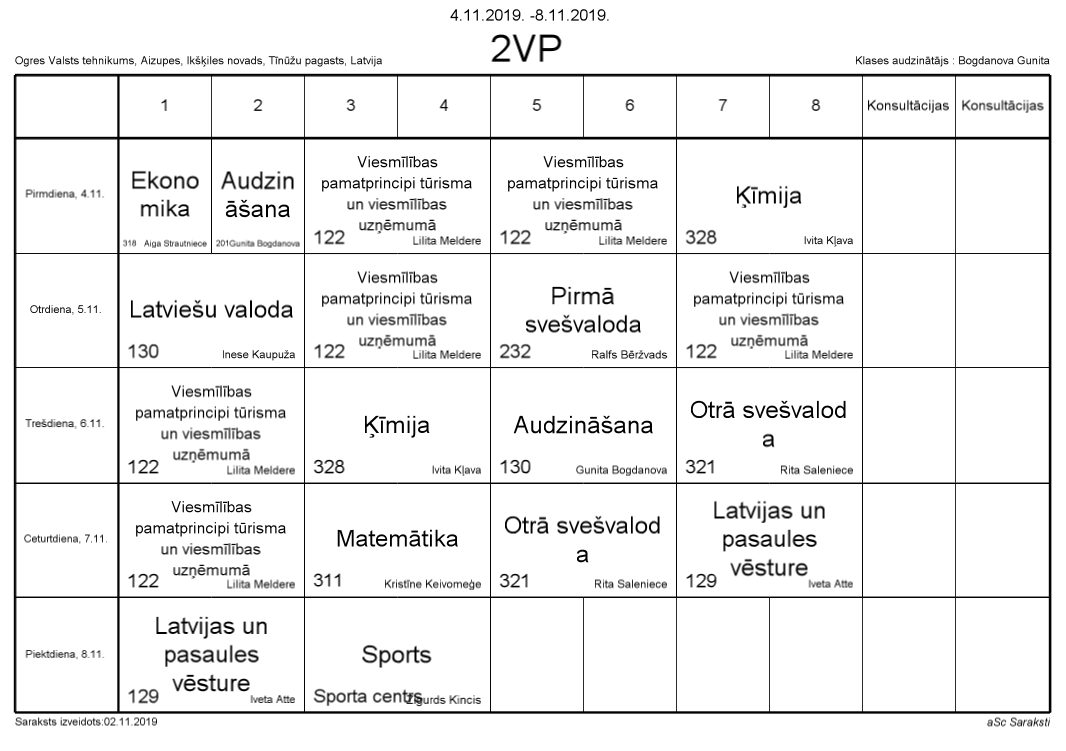 4.11.2019. -8.11.2019.
2VP
Ogres Valsts tehnikums, Aizupes, Ikšķiles novads, Tīnūžu pagasts, Latvija
Klases audzinātājs : Bogdanova Gunita
1 2 3 4 5 6 7 8 Konsultācijas Konsultācijas
Pirmdiena, 4.11.
Ekono
mika
318 Aiga Strautniece
Audzin
āšana
201Gunita Bogdanova
Viesmīlības
pamatprincipi tūrisma
un viesmīlības
uzņēmumā
122 Lilita Meldere
Viesmīlības
pamatprincipi tūrisma
un viesmīlības
uzņēmumā
122 Lilita Meldere
Ķīmija
328 Ivita Kļava
Otrdiena, 5.11.
Latviešu valoda
130 Inese Kaupuža
Viesmīlības
pamatprincipi tūrisma
un viesmīlības
uzņēmumā
122 Lilita Meldere
Pirmā
svešvaloda
232 Ralfs Bēržvads
Viesmīlības
pamatprincipi tūrisma
un viesmīlības
uzņēmumā
122 Lilita Meldere
Trešdiena, 6.11.
Viesmīlības
pamatprincipi tūrisma
un viesmīlības
uzņēmumā
122 Lilita Meldere
Ķīmija
328 Ivita Kļava
Audzināšana
130 Gunita Bogdanova
Otrā svešvalod
a
321 Rita Saleniece
Ceturtdiena, 7.11.
Viesmīlības
pamatprincipi tūrisma
un viesmīlības
uzņēmumā
122 Lilita Meldere
Matemātika
311 Kristīne Keivomeģe
Otrā svešvalod
a
321 Rita Saleniece
Latvijas un
pasaules
vēsture
129 Iveta Atte
Piektdiena, 8.11.
Latvijas un
pasaules
vēsture
129 Iveta Atte
Sports
Sporta centrs Zigurds Kincis
Saraksts izveidots:02.11.2019
aSc Saraksti